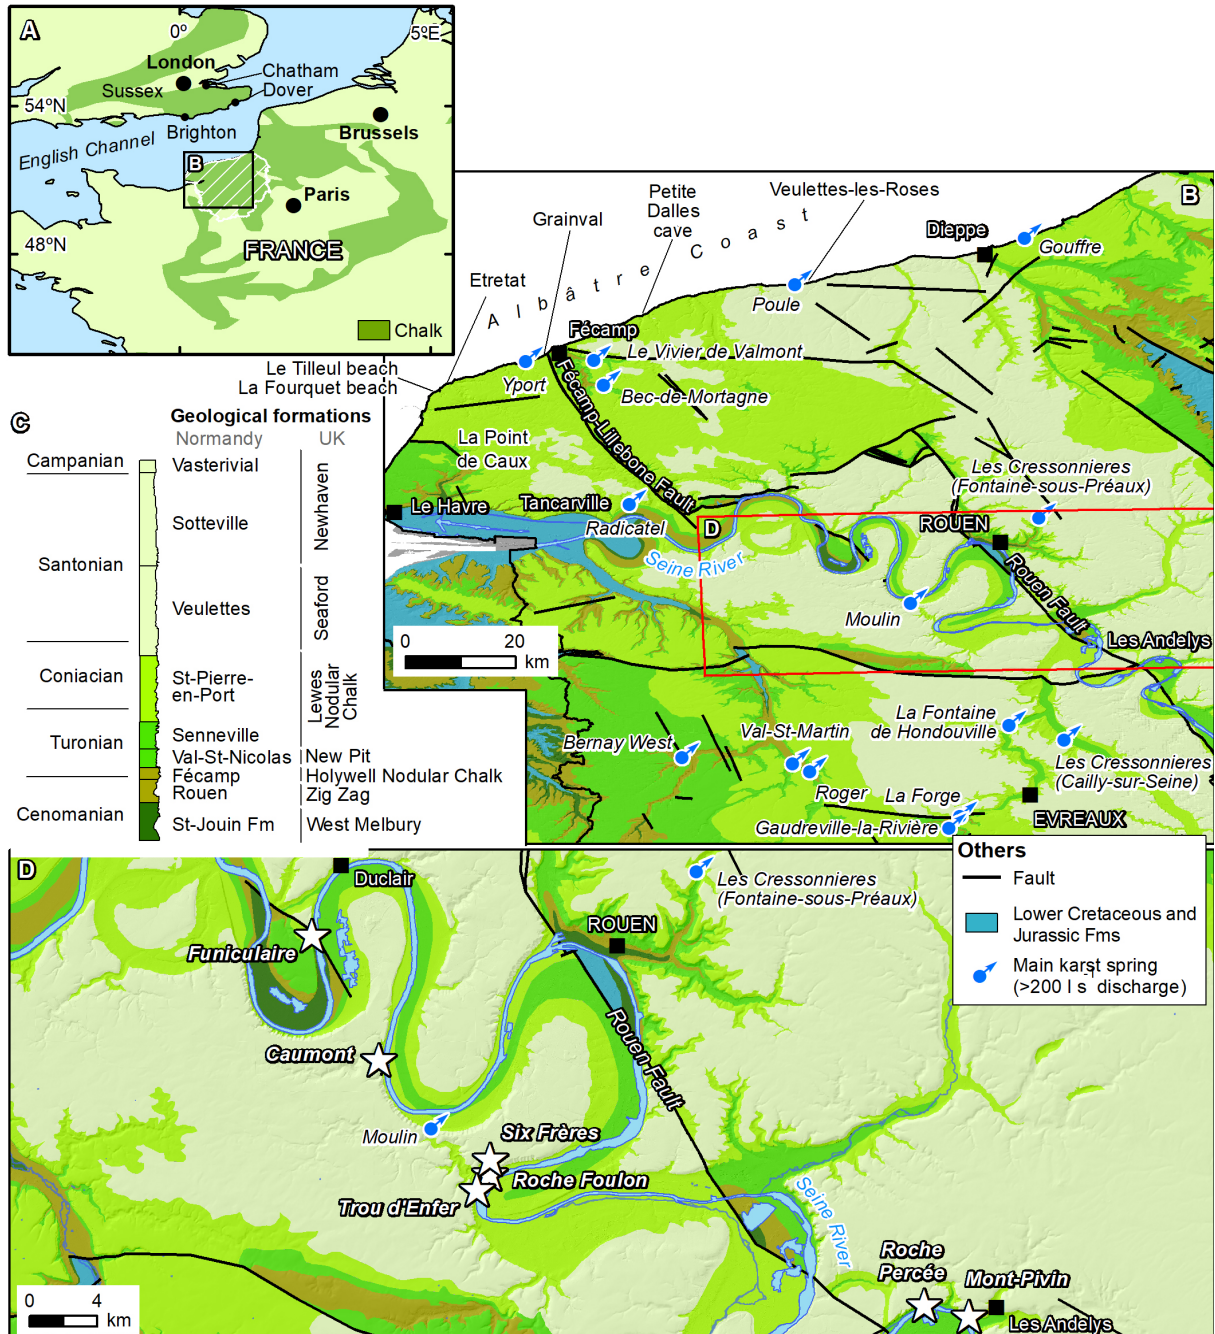 A
0°
5°E
London
Chatham
Sussex
Dover
54°N
Brighton
English Channel
Brussels
B
Paris
48°N
FRANCE
Chalk
B
Veulettes-les-Roses
Petite
Dalles
cave
Grainval
Etretat
Albâtre Coast
Dieppe
Gouffre
Poule
Fécamp
Le Vivier de Valmont
Yport
Bec-de-Mortagne
Le Tilleul beach
La Fourquet beach
Fécamp-Lillebone Fault
La Point
de Caux
Les Cressonnieres
(Fontaine-sous-Préaux)
Le Havre
Tancarville
Radicatel
D
ROUEN
Seine River
Rouen Fault
Moulin
Les Andelys
0 20
km
La Fontaine
de Hondouville
Val-St-Martin
Bernay West
Les Cressonnieres
(Cailly-sur-Seine)
Roger
La Forge
Gaudreville-la-Rivière
EVREAUX
C
Geological formations
Normandy UK
Campanian
Vasterivial
Sotteville
Newhaven
Santonian
Veulettes
Seaford
Coniacian
St-Pierre-
en-Port
Lewes
Nodular
Chalk
Turonian
Senneville
Val-St-Nicolas New Pit
Fécamp Holywell Nodular Chalk
Rouen Zig Zag
Cenomanian
St-Jouin Fm West Melbury
Others
Fault
Lower Cretaceous and
Jurassic Fms
Main karst spring
(>200 l s¹ discharge)
D
Duclair
Les Cressonnieres
(Fontaine-sous-Préaux)
ROUEN
Funiculaire
Rouen Fault
Caumont
Moulin
Six Frères
Roche Foulon
Trou d'Enfer
Seine River
Roche
Percée
Mont-Pivin
Les Andelys
0 4
km